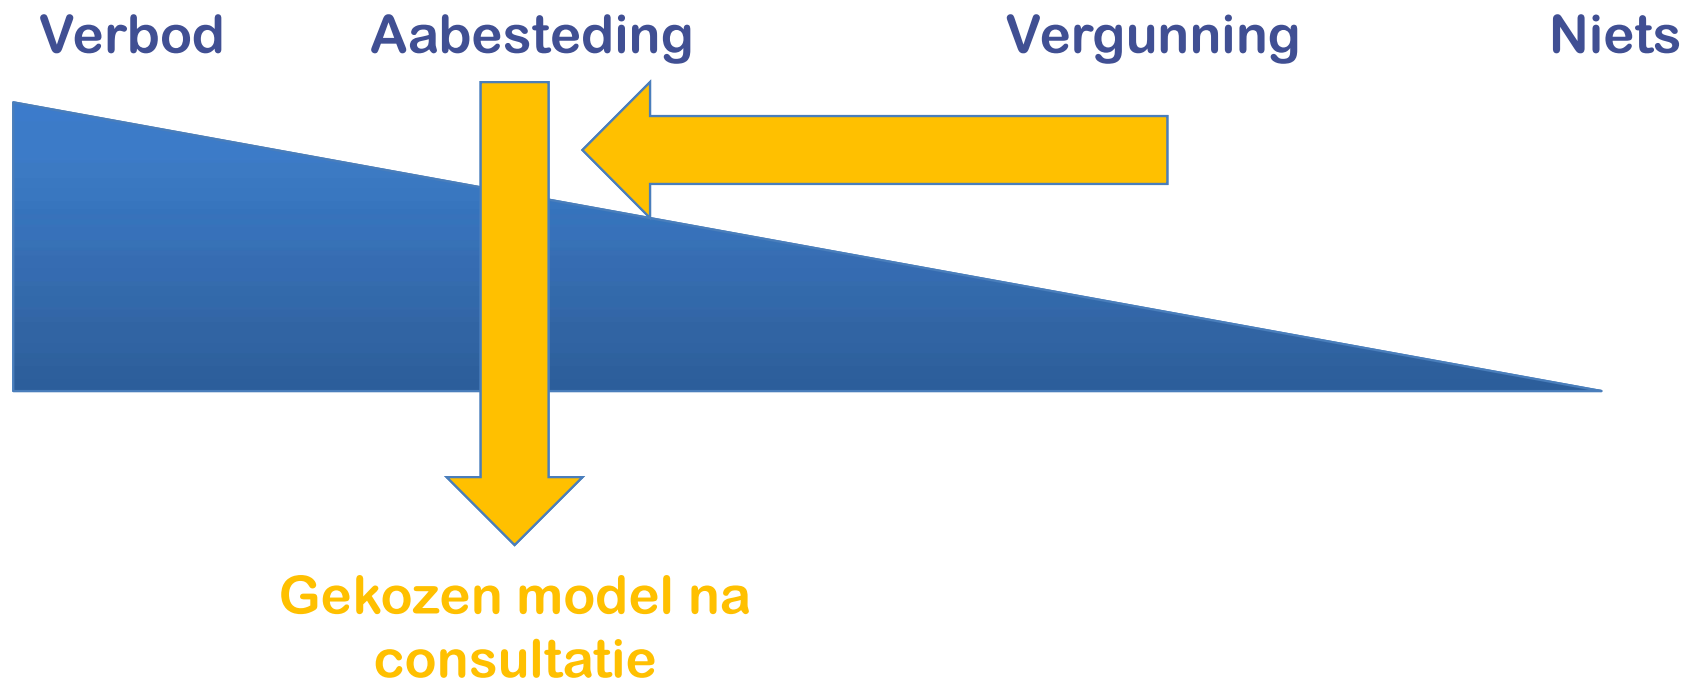 Verbod Aabesteding Vergunning Niets
Gekozen model na
consultatie